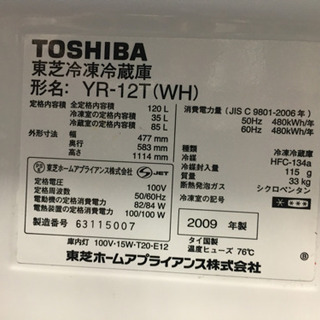 TOSHIBA
東芝冷凍冷蔵庫
形名: YR-12T(WH)
定格内容積 全定格内容積 120 L
冷凍室の定格内容積 35 L
冷蔵室の定格内容積 85 L
外形寸法 幅 477 mm
奥行 583 mm
高さ 1114 mm
東芝ホームアプライアンス株式会社 S JET
定格電圧 100V
定格周波数 50/60Hz
電動機の定格消費電力 82/84 W
電熱装置の定格消費電力 100/100 W
製造番号 63115007
消費電力量 (JIS C 9801-2006年)
50Hz 480kWh/年
60Hz 480kWh/年
種類 冷凍冷蔵庫
冷媒 HFC-134a
冷媒封入量 115 g
質量 33 kg
断熱発泡ガス シクロペンタン
冷凍室の記号
2009 年製
タイ国製
庫内灯 100V-15W-T20-E12
温度ヒューズ 76℃
東芝ホームアプライアンス株式会社